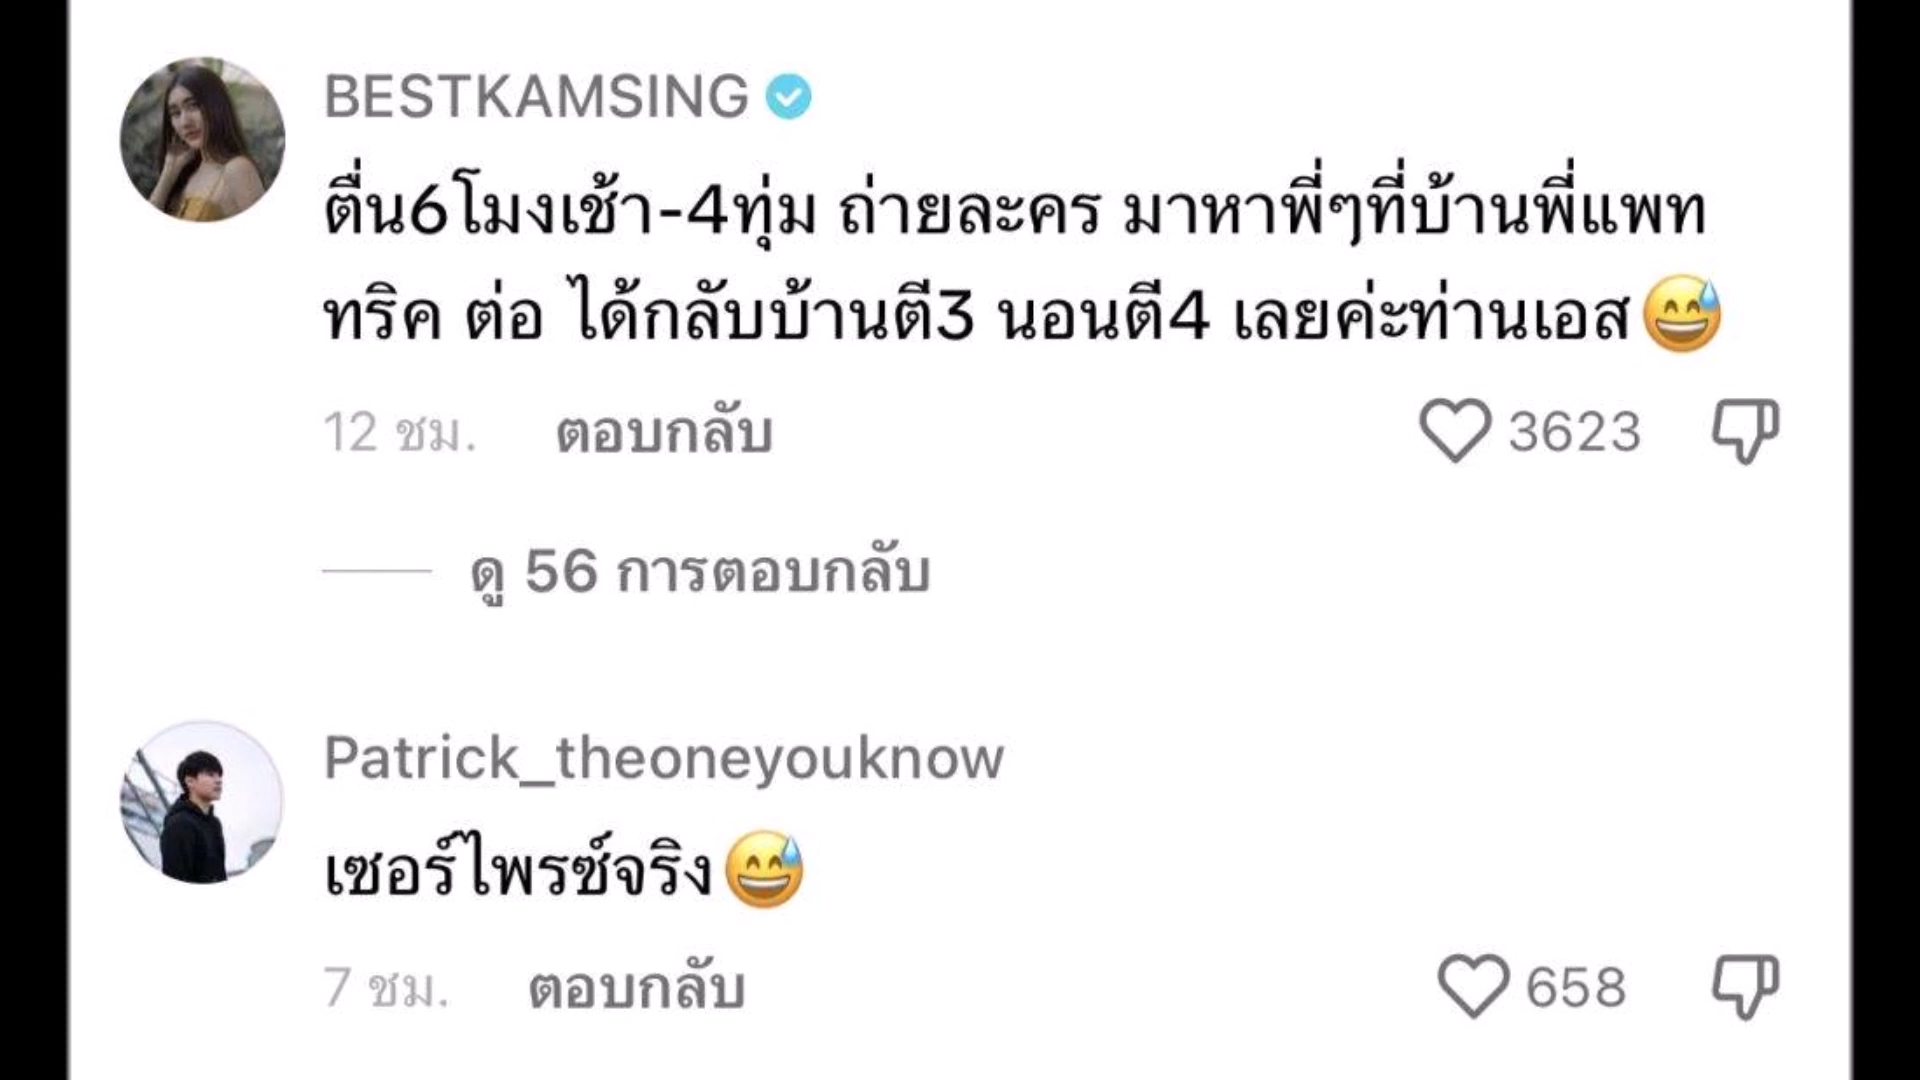 BESTKAMSING
ตื่น6โมงเช้า-4ทุ่ม ถ่ายละคร มาหาพี่ๆที่บ้านพี่แพท
ทริค ต่อ ได้กลับบ้านตี3 นอนตี4 เลยค่ะท่านเอส😅
12 ชม. ตอบกลับ 3623
ดู 56 การตอบกลับ
Patrick_theoneyouknow
เซอร์ไพรซ์จริง😅
7 ชม. ตอบกลับ 658